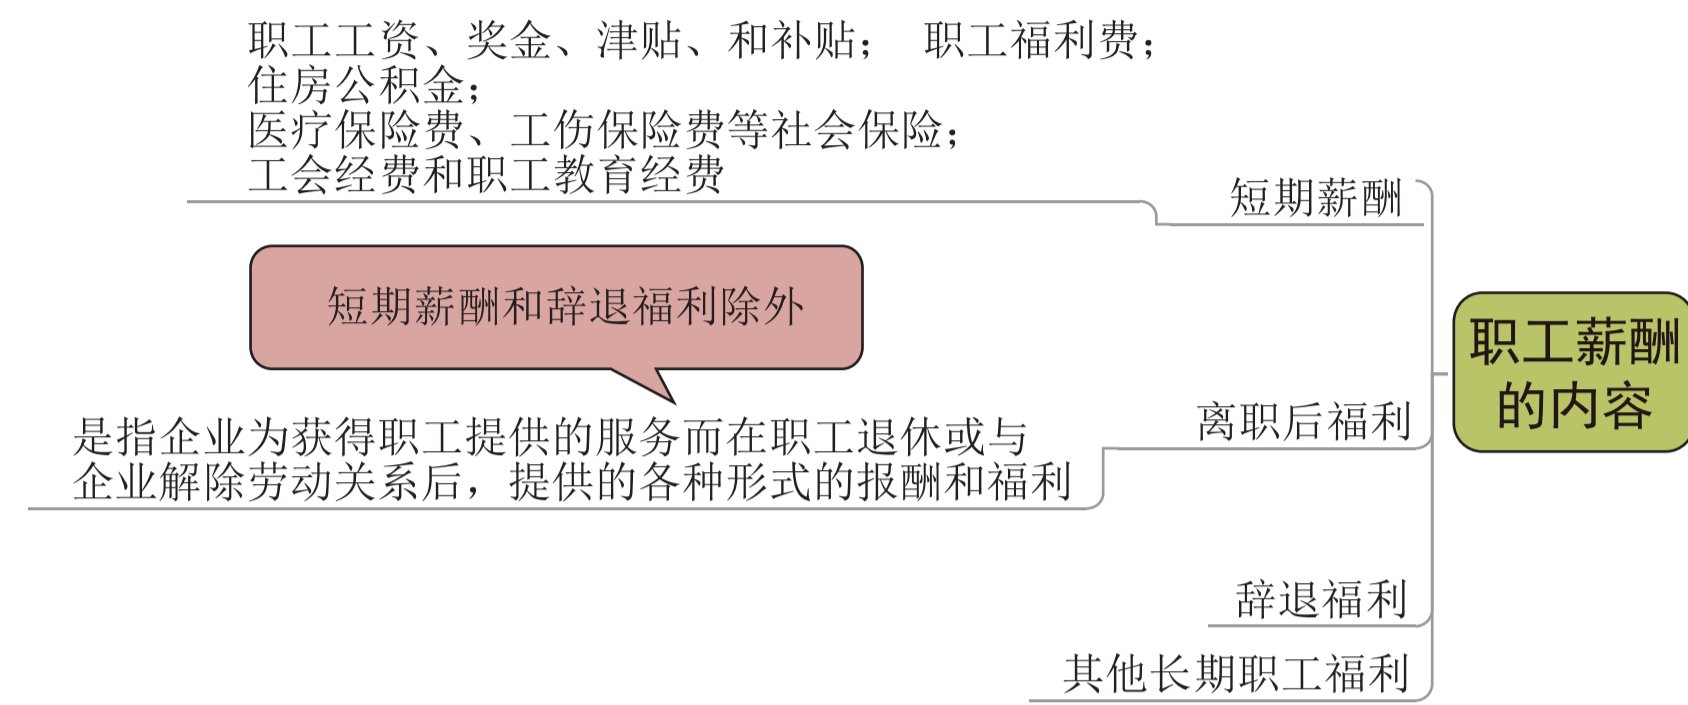 职工工资、奖金、津贴、和补贴； 职工福利费；
住房公积金；
医疗保险费、工伤保险费等社会保险；
工会经费和职工教育经费
短期薪酬
短期薪酬和辞退福利除外
职工薪酬
的内容
离职后福利
是指企业为获得职工提供的服务而在职工退休或与
企业解除劳动关系后，提供的各种形式的报酬和福利
辞退福利
其他长期职工福利